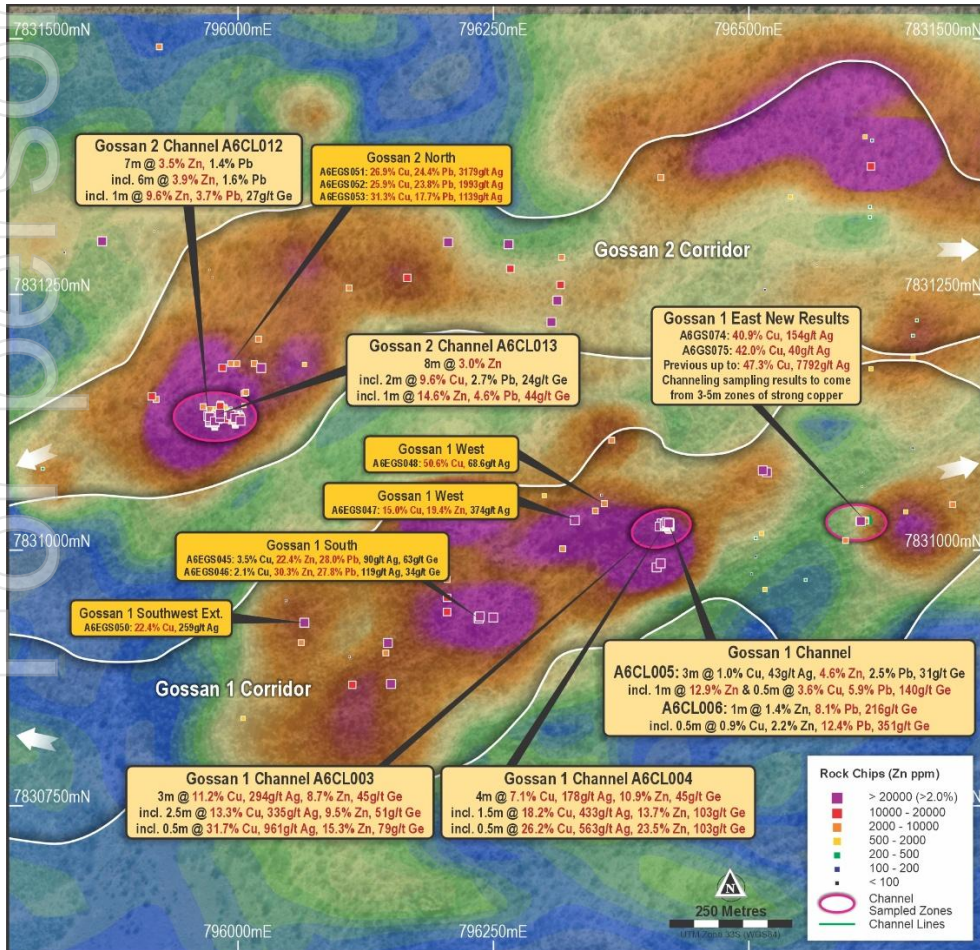 7831500mN
796000mE
796250mE
796500mE
7831500mN
Gossan 2 Channel A6CL012
7m @ 3.5% Zn, 1.4% Pb
incl. 6m @ 3.9% Zn, 1.6% Pb
incl. 1m @ 9.6% Zn, 3.7% Pb, 27g/t Ge
Gossan 2 North
A6EGS051: 26.9% Cu, 24.4% Pb, 3179g/t Ag
A6EGS052: 25.9% Cu, 23.8% Pb, 1993g/t Ag
A6EGS053: 31.3% Cu, 17.7% Pb, 1139g/t Ag
Gossan 2 Corridor
7831250mN
7831250mN
Gossan 2 Channel A6CL013
8m @ 3.0% Zn
incl. 2m @ 9.6% Cu, 2.7% Pb, 24g/t Ge
incl. 1m @ 14.6% Zn, 4.6% Pb, 44g/t Ge
Gossan 1 East New Results
A6GS074: 40.9% Cu, 154g/t Ag
A6GS075: 42.0% Cu, 40g/t Ag
Previous up to: 47.3% Cu, 7792g/t Ag
Channeling sampling results to come
from 3-5m zones of strong copper
Gossan 1 West
A6EGS048: 50.6% Cu, 68.6g/t Ag
Gossan 1 West
A6EGS047: 15.0% Cu, 19.4% Zn, 374g/t Ag
7831000mN
7831000mN
Gossan 1 South
A6EGS045: 3.5% Cu, 22.4% Zn, 28.0% Pb, 90g/t Ag, 63g/t Ge
A6EGS046: 2.1% Cu, 30.3% Zn, 27.8% Pb, 119g/t Ag, 34g/t Ge
Gossan 1 Southwest Ext.
A6EGS050: 22.4% Cu, 259g/t Ag
Gossan 1 Corridor
Gossan 1 Channel
A6CL005: 3m @ 1.0% Cu, 43g/t Ag, 4.6% Zn, 2.5% Pb, 31g/t Ge
incl. 1m @ 12.9% Zn & 0.5m @ 3.6% Cu, 5.9% Pb, 140g/t Ge
A6CL006: 1m @ 1.4% Zn, 8.1% Pb, 216g/t Ge
incl. 0.5m @ 0.9% Cu, 2.2% Zn, 12.4% Pb, 351g/t Ge
7830750mN
Gossan 1 Channel A6CL003
3m @ 11.2% Cu, 294g/t Ag, 8.7% Zn, 45g/t Ge
incl. 2.5m @ 13.3% Cu, 335g/t Ag, 9.5% Zn, 51g/t Ge
incl. 0.5m @ 31.7% Cu, 961g/t Ag, 15.3% Zn, 79g/t Ge
Gossan 1 Channel A6CL004
4m @ 7.1% Cu, 178g/t Ag, 10.9% Zn, 45g/t Ge
incl. 1.5m @ 18.2% Cu, 433g/t Ag, 13.7% Zn, 103g/t Ge
incl. 0.5m @ 26.2% Cu, 563g/t Ag, 23.5% Zn, 103g/t Ge
Rock Chips (Zn ppm)
> 20000 (>2.0%)
10000 - 20000
2000 - 10000
500 - 2000
200 - 500
100 - 200
< 100
Channel
Sampled Zones
Channel Lines
N
250 Metres
UTM Zone 33S (WGS84)
796000mE
796250mE
796500mE